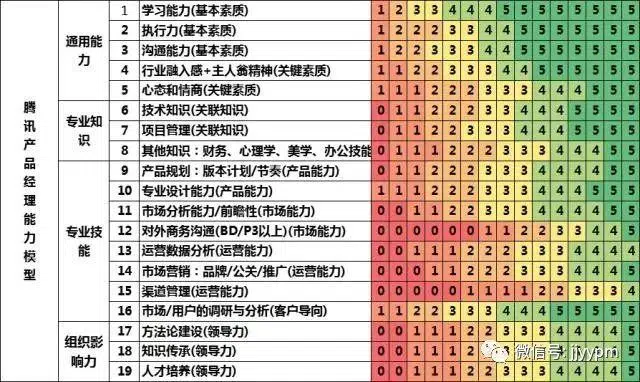 腾讯产品经理能力模型
通用能力
1 学习能力(基本素质) 1 2 3 3 4 4 4 5 5 5 5 5 5 5 5
2 执行力(基本素质) 1 2 2 2 3 3 4 4 5 5 5 5 5 5 5
3 沟通能力(基本素质) 1 2 2 2 3 3 4 4 5 5 5 5 5 5 5
4 行业融入感+主人翁精神(关键素质) 1 1 2 2 3 3 3 4 4 5 5 5 5 5 5
5 心态和情商(关键素质) 1 1 1 2 2 2 3 3 3 4 4 4 5 5 5
专业知识
6 技术知识(关联知识) 0 1 1 1 2 2 3 3 3 4 4 4 5 5 5
7 项目管理(关联知识) 0 1 1 1 2 2 2 3 3 3 4 4 4 5 5
8 其他知识：财务、心理学、美学、办公技能 0 1 1 1 1 2 2 2 3 3 3 4 4 4 5
专业技能
9 产品规划：版本计划/节奏(产品能力) 0 1 1 1 2 2 3 3 3 4 4 4 4 5 5
10 专业设计能力(产品能力) 1 1 1 2 2 2 3 3 3 4 4 4 5 5 5
11 市场分析能力/前瞻性(市场能力) 0 0 1 1 2 2 3 3 3 4 4 4 4 5 5
12 对外商务沟通(BD/P3以上)(市场能力) 0 0 0 0 0 0 1 1 2 2 3 3 4 4 5
13 运营数据分析(运营能力) 0 0 1 1 1 2 2 2 3 3 3 4 4 4 5
14 市场营销：品牌/公关/推广(运营能力) 0 0 0 1 1 2 2 2 3 3 3 4 4 4 5
15 渠道管理(运营能力) 0 0 0 0 0 1 1 1 1 2 2 3 3 3 4
16 市场/用户的调研与分析(客户导向) 1 1 2 2 2 3 3 3 4 4 5 5 5 5 5
组织影响力
17 方法论建设(领导力) 0 0 1 1 1 2 2 3 3 3 4 4 4 4 5
18 知识传承(领导力) 0 0 1 1 1 2 2
19 人才培养(领导力) 0 0 1 1 1 2 2 3 3 3 4 4 4 4 5
微信号: jjyypm